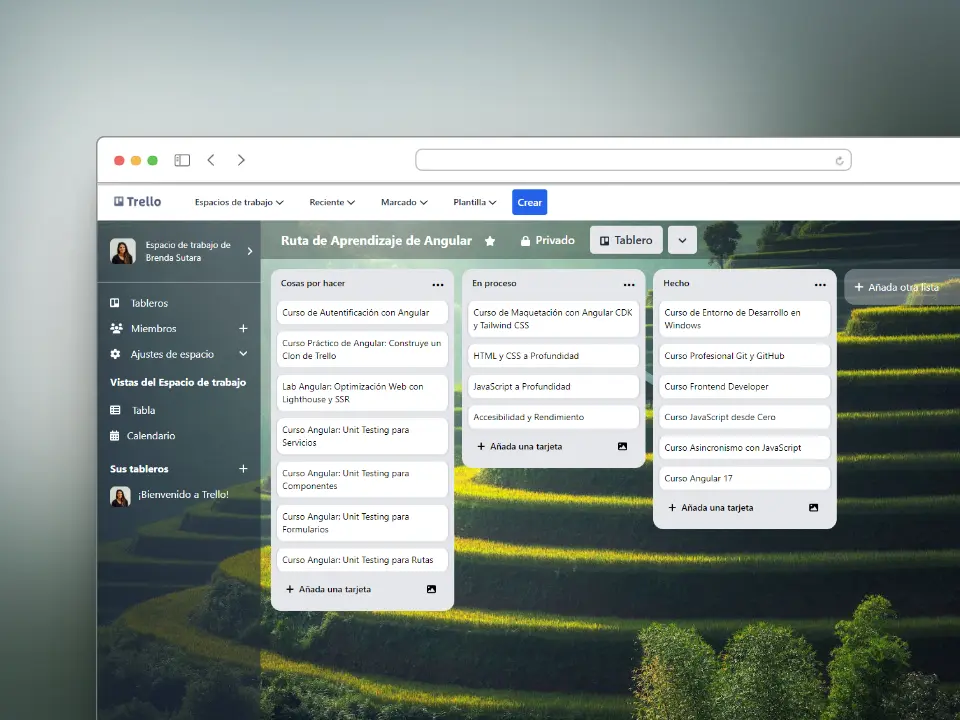 Trello
Espacios de trabajo
Reciente
Marcado
Plantilla
Crear
Espacio de trabajo de
Brenda Sutara
Tableros
Miembros
Ajustes de espacio
Vistas del Espacio de trabajo
Tabla
Calendario
Sus tableros
¡Bienvenido a Trello!
Ruta de Aprendizaje de Angular
Privado
Tablero
Cosas por hacer
Curso de Autentificación con Angular
Curso Práctico de Angular: Construye un
Clon de Trello
Lab Angular: Optimización Web con
Lighthouse y SSR
Curso Angular: Unit Testing para
Servicios
Curso Angular: Unit Testing para
Componentes
Curso Angular: Unit Testing para
Formularios
Curso Angular: Unit Testing para Rutas
+ Añada una tarjeta
En proceso
Curso de Maquetación con Angular CDK
y Tailwind CSS
HTML y CSS a Profundidad
JavaScript a Profundidad
Accesibilidad y Rendimiento
+ Añada una tarjeta
Hecho
Curso de Entorno de Desarrollo en
Windows
Curso Profesional Git y GitHub
Curso Frontend Developer
Curso JavaScript desde Cero
Curso Asincronismo con JavaScript
Curso Angular 17
+ Añada una tarjeta
+ Añada otra lista